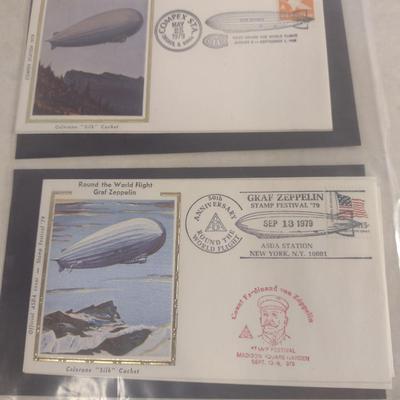 COMPEX STA.
MAY
1979
Colorano "Silk" Cachet
Round the World Flight
Graf Zeppelin
Official ASDA cover — Stamp Festival 79
Colorano "Silk" Cachet
50th
ANNIVERSARY
ROUND THE
WORLD FLIGHT
GRAF ZEPPELIN
STAMP FESTIVAL '79
SEP 13 1979
ASDA STATION
NEW YORK, N.Y. 10001
Count Ferdinand von Zeppelin
STAMP FESTIVAL
MADISON SQUARE GARDEN